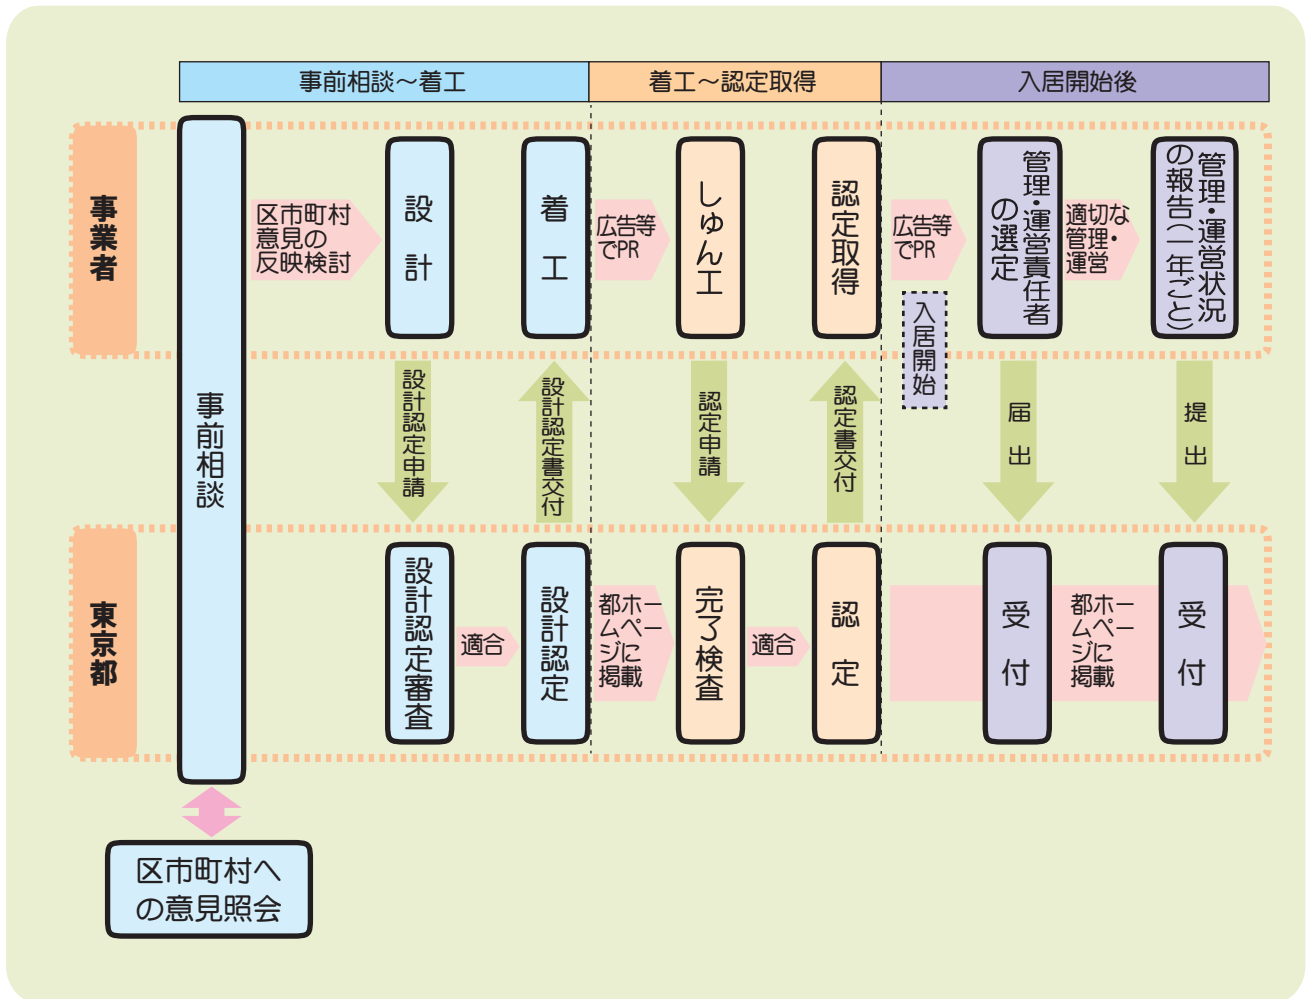 事前相談～着工
着工～認定取得
入居開始後
事業者
事前相談
区市町村
意見の
反映検討
設計
着工
広告等
でPR
しゅん工
認定取得
広告等
でPR
入居開始
管理・運営責任者
の選定
適切な
管理・
運営
管理・運営状況
の報告（一年ごと）
設計認定申請
設計認定書交付
認定申請
認定書交付
届出
提出
東京都
設計認定審査
適合
設計認定
都ホー
ムペー
ジに
掲載
完了検査
適合
認定
受付
都ホー
ムペー
ジに
掲載
受付
区市町村へ
の意見照会